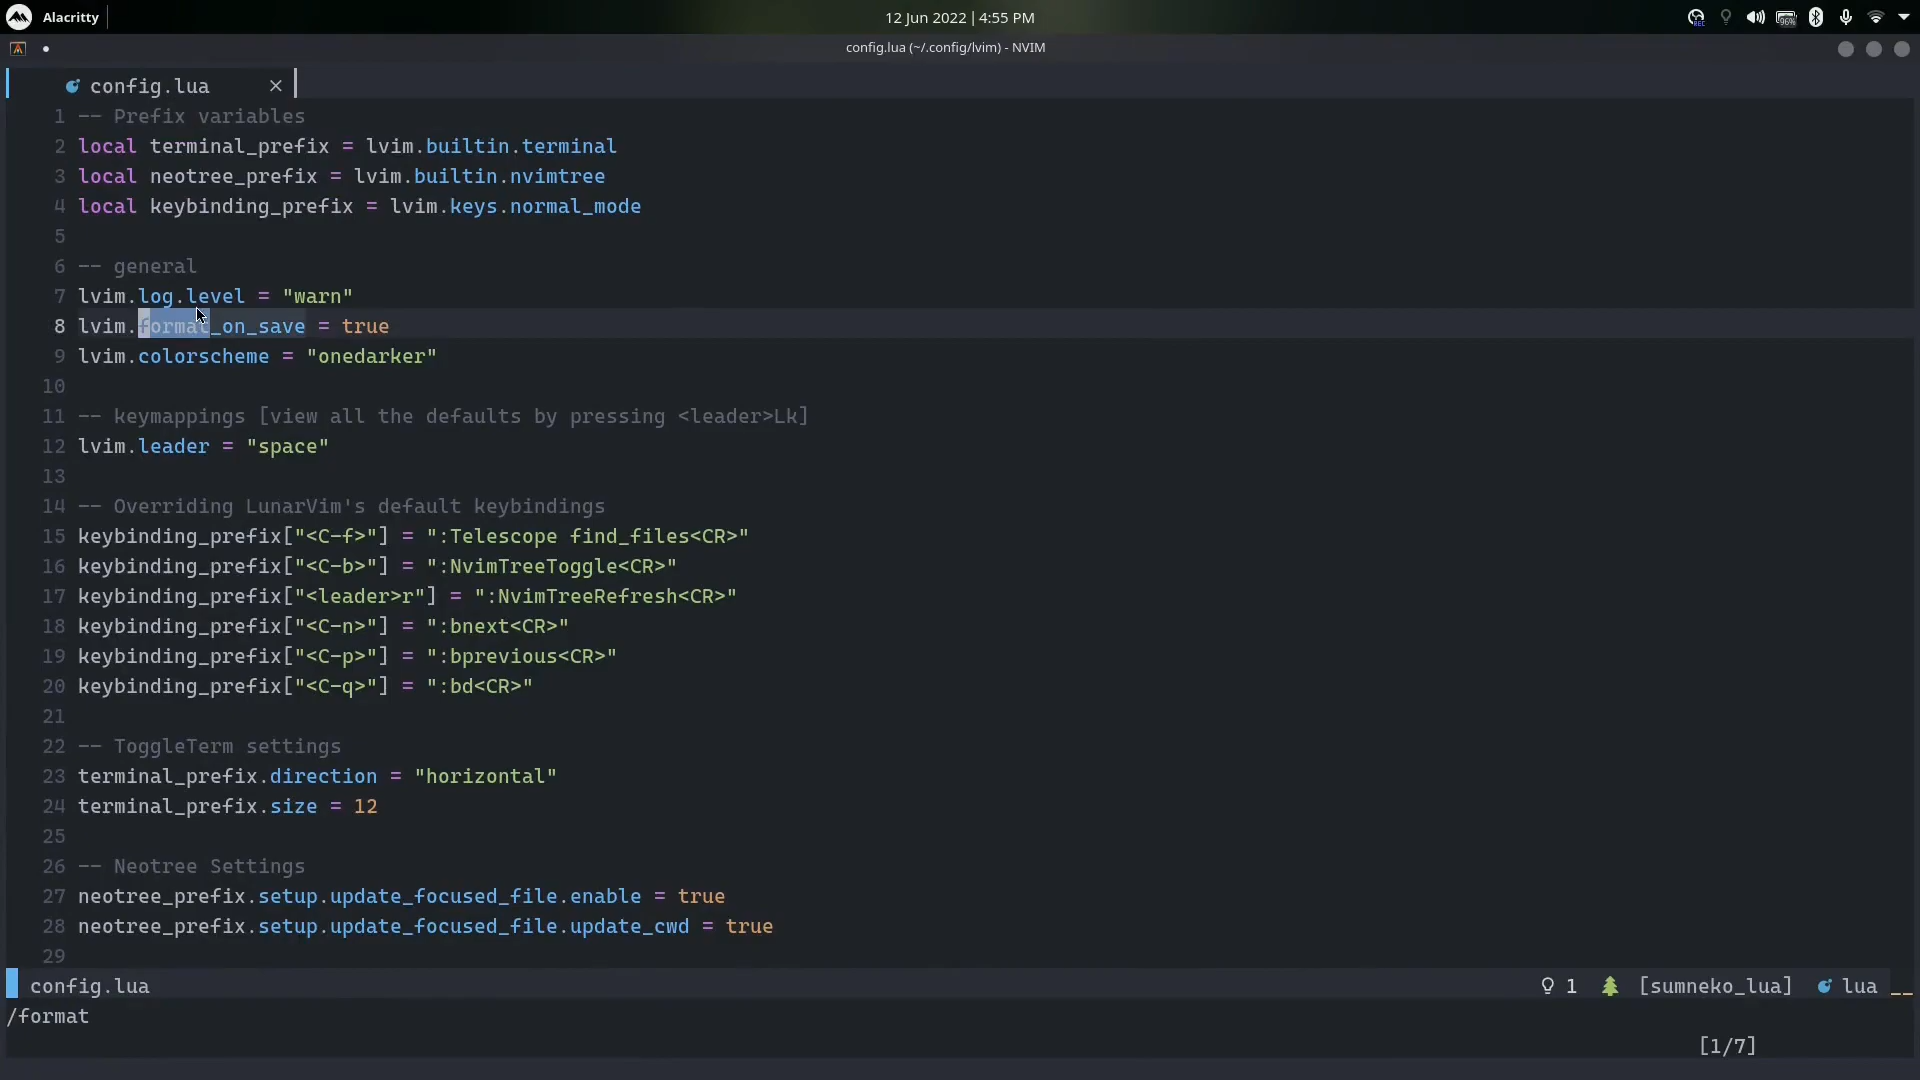 Alacritty
12 Jun 2022 | 4:55 PM
REC
96%
config.lua (~/.config/lvim) - NVIM
config.lua ×
1 -- Prefix variables
2 local terminal_prefix = lvim.builtin.terminal
3 local neotree_prefix = lvim.builtin.nvimtree
4 local keybinding_prefix = lvim.keys.normal_mode
5
6 -- general
7 lvim.log.level = "warn"
8 lvim.format_on_save = true
9 lvim.colorscheme = "onedarker"
10
11 -- keymappings [view all the defaults by pressing <leader>Lk]
12 lvim.leader = "space"
13
14 -- Overriding LunarVim's default keybindings
15 keybinding_prefix["<C-f>"] = ":Telescope find_files<CR>"
16 keybinding_prefix["<C-b>"] = ":NvimTreeToggle<CR>"
17 keybinding_prefix["<leader>r"] = ":NvimTreeRefresh<CR>"
18 keybinding_prefix["<C-n>"] = ":bnext<CR>"
19 keybinding_prefix["<C-p>"] = ":bprevious<CR>"
20 keybinding_prefix["<C-q>"] = ":bd<CR>"
21
22 -- ToggleTerm settings
23 terminal_prefix.direction = "horizontal"
24 terminal_prefix.size = 12
25
26 -- Neotree Settings
27 neotree_prefix.setup.update_focused_file.enable = true
28 neotree_prefix.setup.update_focused_file.update_cwd = true
29
config.lua 1 [sumneko_lua] lua __
/format
[1/7]